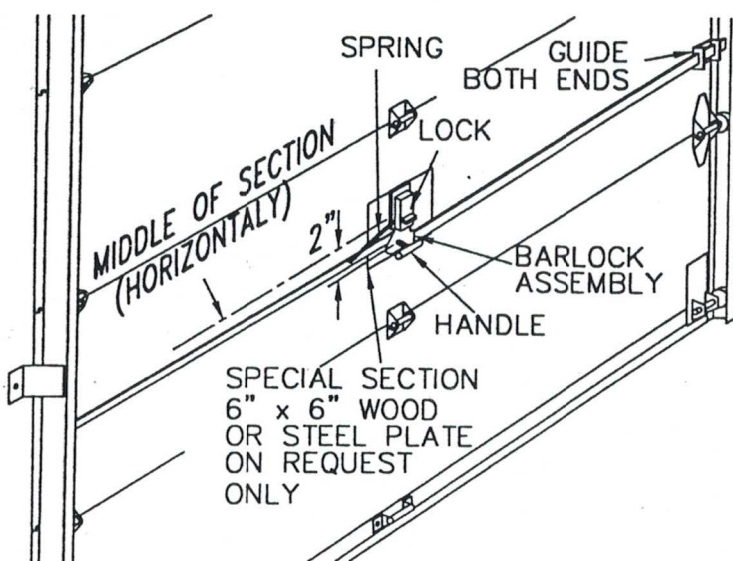 SPRING
GUIDE
BOTH ENDS
LOCK
MIDDLE OF SECTION
(HORIZONTALY)
2"
BARLOCK
ASSEMBLY
HANDLE
SPECIAL SECTION
6" x 6" WOOD
OR STEEL PLATE
ON REQUEST
ONLY